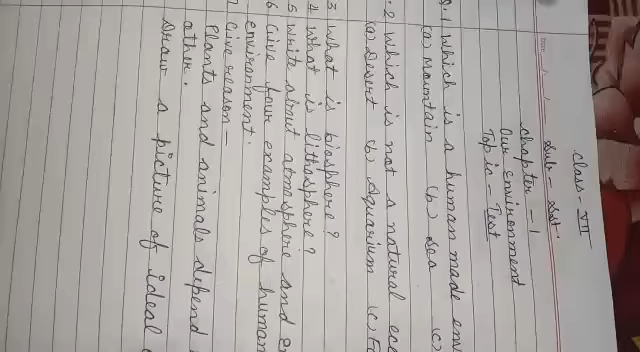 Class - VII
Sub - Sst.
Chapter - 1
Our Environment
Topic - Test
Q.1 Which is a human made env
(a) Mountain (b) Sea (c)
2 Which is not a natural eco
(a) Desert (b) Aquarium (c) Fo
3 What is biosphere?
4 What is lithosphere?
5 Write about atmosphere and
6 Give four examples of human
environment.
Give reason -
Plants and animals depend
other.
Draw a picture of ideal